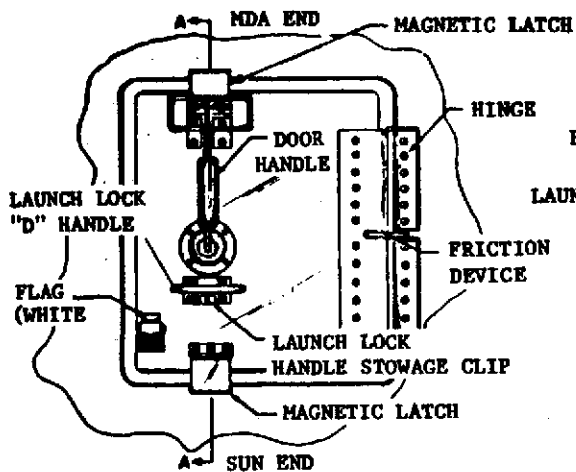 A
MDA END
MAGNETIC LATCH
HINGE
DOOR
HANDLE
LAUNCH LOCK
"D" HANDLE
LAUN
FRICTION
DEVICE
FLAG
(WHITE
LAUNCH LOCK
HANDLE STOWAGE CLIP
MAGNETIC LATCH
A
SUN END